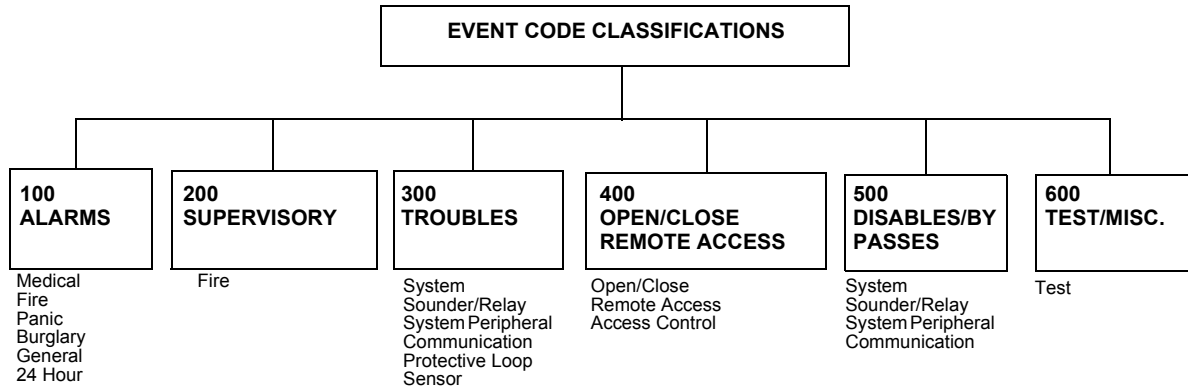 EVENT CODE CLASSIFICATIONS
100
ALARMS
Medical
Fire
Panic
Burglary
General
24 Hour
200
SUPERVISORY
Fire
300
TROUBLES
System
Sounder/Relay
System Peripheral
Communication
Protective Loop
Sensor
400
OPEN/CLOSE
REMOTE ACCESS
Open/Close
Remote Access
Access Control
500
DISABLES/BY
PASSES
System
Sounder/Relay
System Peripheral
Communication
600
TEST/MISC.
Test